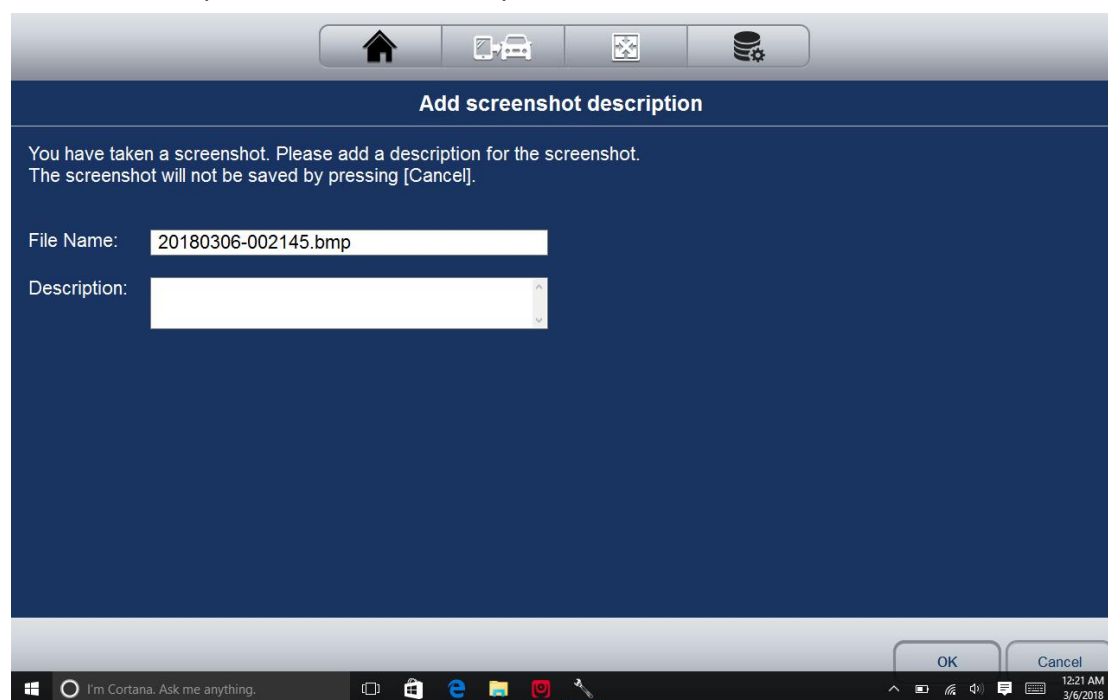 Add screenshot description
You have taken a screenshot. Please add a description for the screenshot.
The screenshot will not be saved by pressing [Cancel].
File Name: 20180306-002145.bmp
Description:
OK Cancel
I'm Cortana. Ask me anything.
12:21 AM
3/6/2018